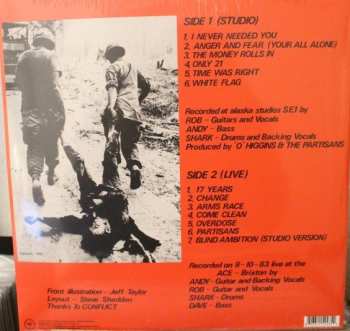 SIDE 1 (STUDIO)
1. I NEVER NEEDED YOU
2. ANGER AND FEAR (YOUR ALL ALONE)
3. THE MONEY ROLLS IN
4. ONLY 21
5. TIME WAS RIGHT
6. WHITE FLAG
Recorded at alaska studios SE1 by
ROB - Guitars and Vocals
ANDY - Bass
SHARK - Drums and Backing Vocals
Produced by O' HIGGINS & THE PARTISANS
SIDE 2 (LIVE)
1. 17 YEARS
2. CHANGE
3. ARMS RACE
4. COME CLEAN
5. OVERDOSE
6. PARTISANS
7. BLIND AMBITION (STUDIO VERSION)
Recorded on 9-10-83 live at the
ACE - Brixton by
ANDY - Guitar and Backing Vocals
ROB - Guitar and Vocals
SHARK - Drums
DAVE - Bass
Front illustration - Jeff Taylor
Layout - Steve Shedden
Thanks to CONFLICT